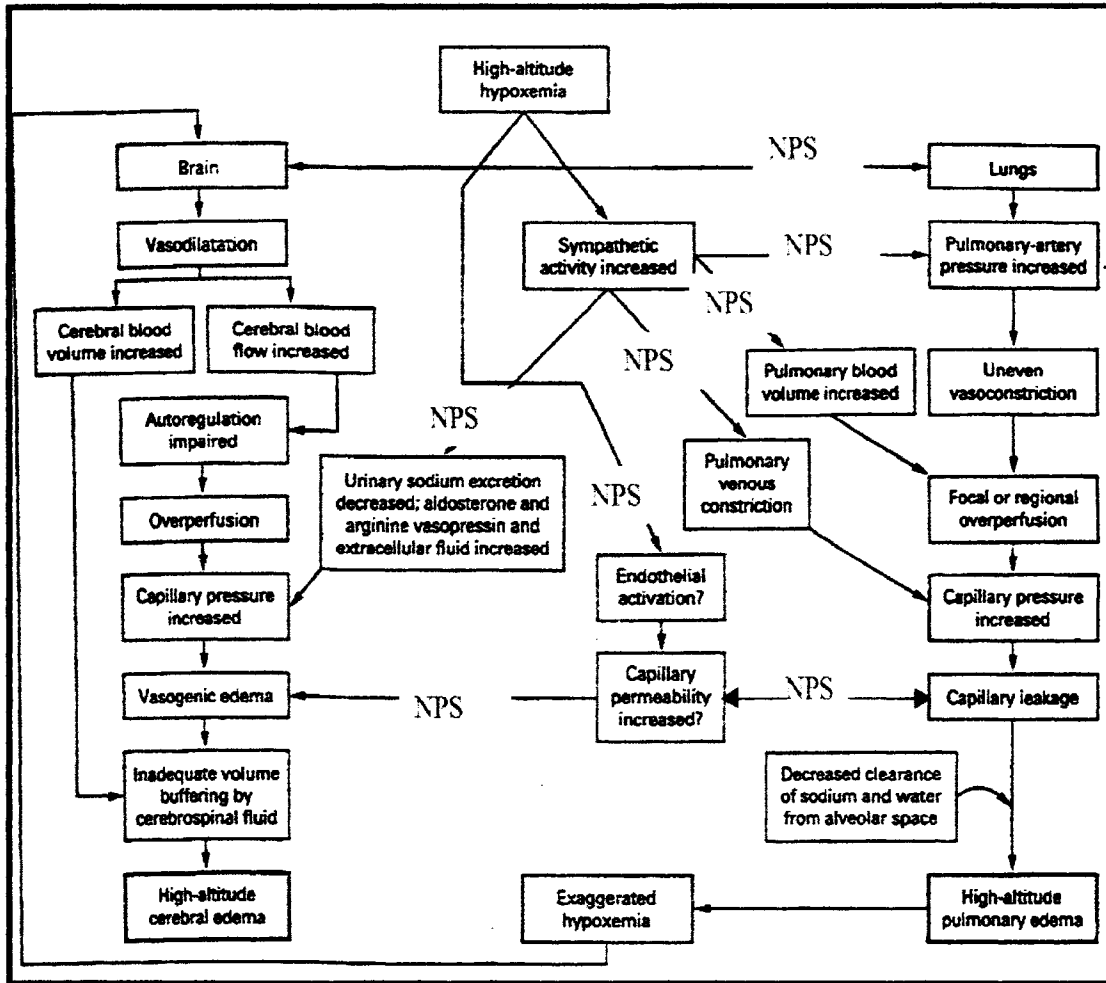 High-altitude
hypoxemia
NPS
Brain
Lungs
Vasodilatation
Sympathetic
activity increased
NPS
Pulmonary-artery
pressure increased
NPS
Cerebral blood
volume increased
Cerebral blood
flow increased
NPS
Pulmonary blood
volume increased
Uneven
vasoconstriction
Autoregulation
impaired
NPS
Urinary sodium excretion
decreased; aldosterone and
arginine vasopressin and
extracellular fluid increased
Pulmonary
venous
constriction
NPS
Overperfusion
Focal or regional
overperfusion
Capillary pressure
increased
Endothelial
activation?
Capillary pressure
increased
Vasogenic edema
NPS
Capillary
permeability
increased?
NPS
Capillary leakage
Inadequate volume
buffering by
cerebrospinal fluid
Decreased clearance
of sodium and water
from alveolar space
High-altitude
cerebral edema
Exaggerated
hypoxemia
High-altitude
pulmonary edema